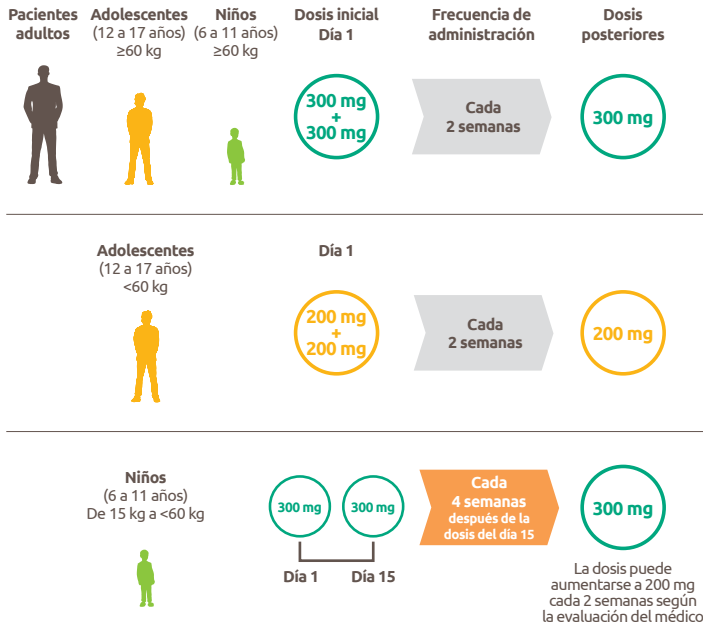 Pacientes
adultos
Adolescentes
(12 a 17 años)
≥60 kg
Niños
(6 a 11 años)
≥60 kg
Dosis inicial
Día 1
Frecuencia de
administración
Dosis
posteriores
300 mg
+
300 mg
Cada
2 semanas
300 mg
Adolescentes
(12 a 17 años)
<60 kg
Día 1
200 mg
+
200 mg
Cada
2 semanas
200 mg
Niños
(6 a 11 años)
De 15 kg a <60 kg
300 mg
300 mg
Día 1
Día 15
Cada
4 semanas
después de la
dosis del día 15
300 mg
La dosis puede
aumentarse a 200 mg
cada 2 semanas según
la evaluación del médico